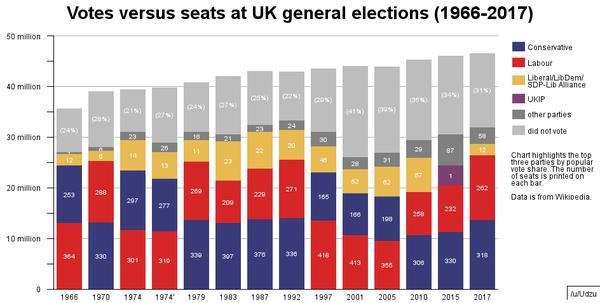 Votes versus seats at UK general elections (1966-2017)
50 million
40 million
30 million
20 million
10 million
0
(24%) (28%) (21%) (27%) (24%) (27%) (25%) (22%) (29%) (41%) (39%) (35%) (34%) (31%)
1 6 23 26 16 21 23 24 30 28 31 29 87 58
12 6 14 13 11 23 22 20 46 52 62 57 1 12
253 288 297 277 269 209 229 271 165 166 198 258 232 262
364 330 301 319 339 397 376 336 418 413 355 306 330 318
1966 1970 1974 1974' 1979 1983 1987 1992 1997 2001 2005 2010 2015 2017
Conservative
Labour
Liberal/LibDem/
SDP-Lib Alliance
UKIP
other parties
did not vote
Chart highlights the top
three parties by popular
vote share. The number
of seats is printed on
each bar.
Data is from Wikipedia.
/u/Udzu